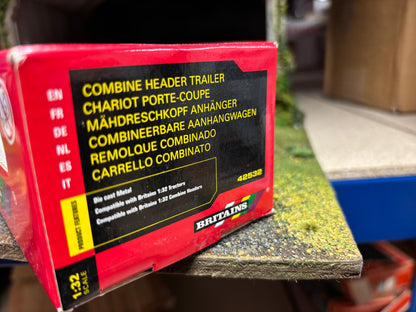 EN COMBINE HEADER TRAILER
FR CHARIOT PORTE-COUPE
DE MÄHDRESCHKOPF ANHÄNGER
NL COMBINEERBARE AANHANGWAGEN
ES REMOLQUE COMBINADO
IT CARRELLO COMBINATO
42532
PRODUCT FEATURES
Die cast Metal
Compatible with Britains 1:32 Tractors
Compatible with Britains 1:32 Combine Headers
BRITAINS
1:32
SCALE